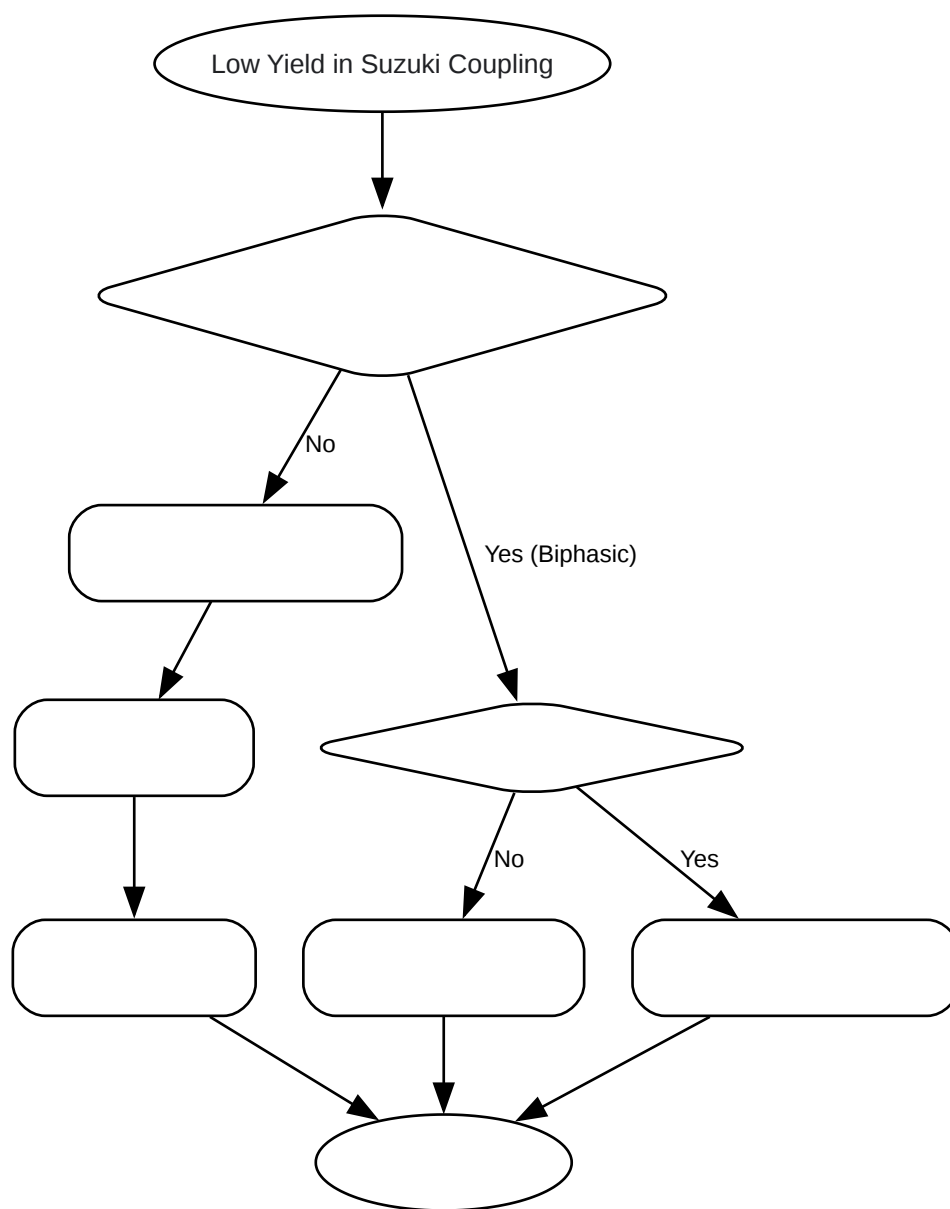 Low Yield in Suzuki Coupling
No
Yes (Biphasic)
No
Yes